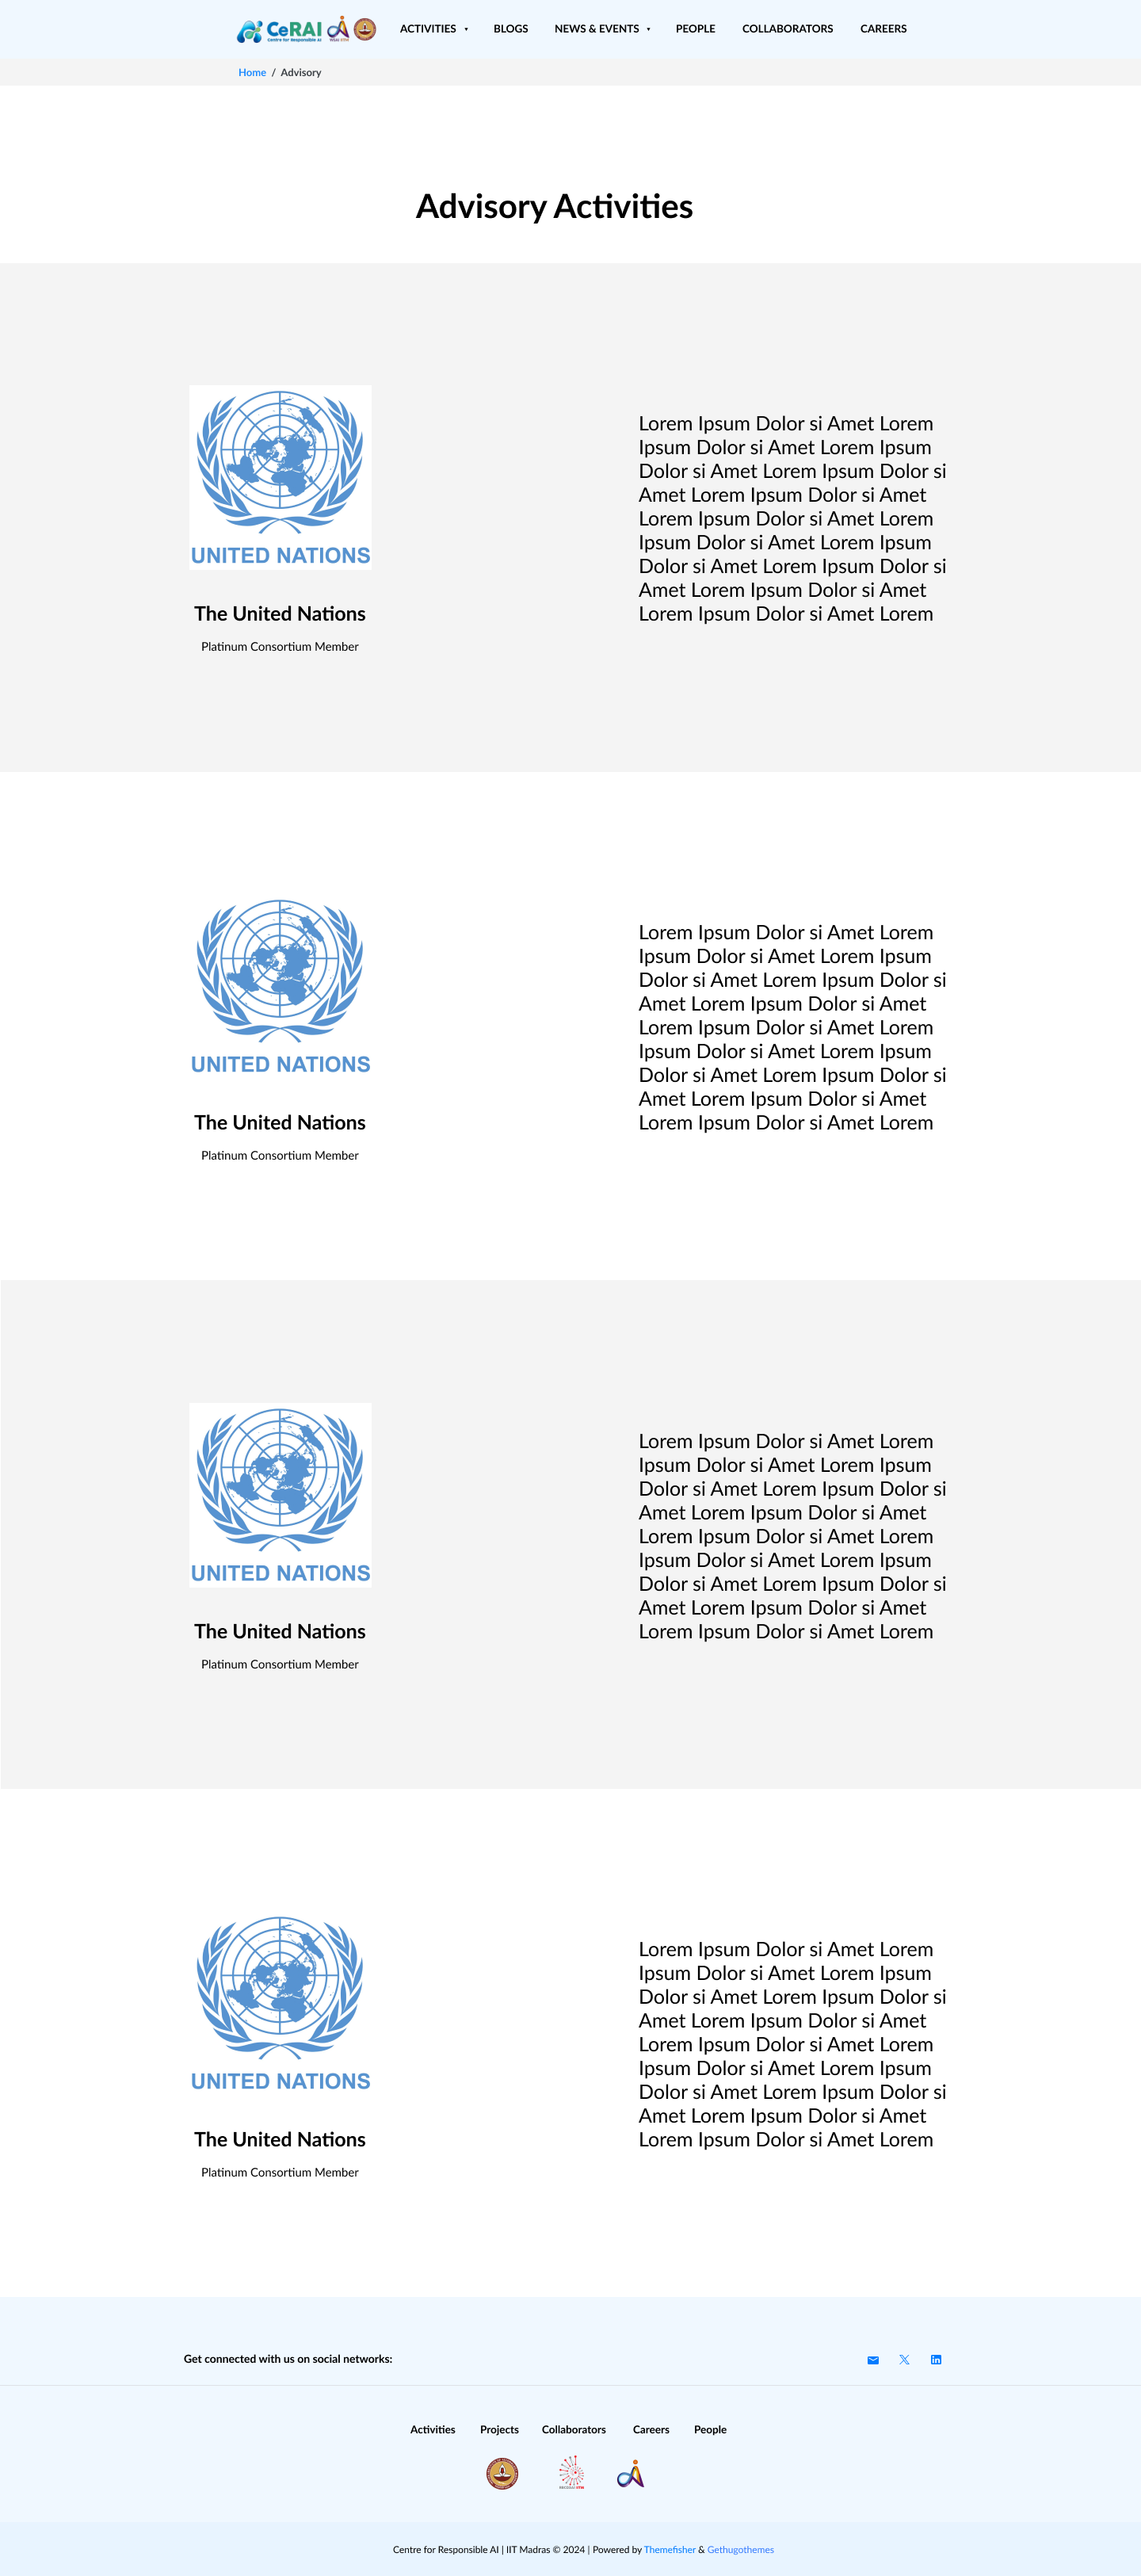 CeRAI
Centre for Responsible AI
ACTIVITIES BLOGS NEWS & EVENTS PEOPLE COLLABORATORS CAREERS
Home / Advisory
Advisory Activities
UNITED NATIONS
The United Nations
Platinum Consortium Member
Lorem Ipsum Dolor si Amet Lorem
Ipsum Dolor si Amet Lorem Ipsum
Dolor si Amet Lorem Ipsum Dolor si
Amet Lorem Ipsum Dolor si Amet
Lorem Ipsum Dolor si Amet Lorem
Ipsum Dolor si Amet Lorem Ipsum
Dolor si Amet Lorem Ipsum Dolor si
Amet Lorem Ipsum Dolor si Amet
Lorem Ipsum Dolor si Amet Lorem
UNITED NATIONS
The United Nations
Platinum Consortium Member
Lorem Ipsum Dolor si Amet Lorem
Ipsum Dolor si Amet Lorem Ipsum
Dolor si Amet Lorem Ipsum Dolor si
Amet Lorem Ipsum Dolor si Amet
Lorem Ipsum Dolor si Amet Lorem
Ipsum Dolor si Amet Lorem Ipsum
Dolor si Amet Lorem Ipsum Dolor si
Amet Lorem Ipsum Dolor si Amet
Lorem Ipsum Dolor si Amet Lorem
UNITED NATIONS
The United Nations
Platinum Consortium Member
Lorem Ipsum Dolor si Amet Lorem
Ipsum Dolor si Amet Lorem Ipsum
Dolor si Amet Lorem Ipsum Dolor si
Amet Lorem Ipsum Dolor si Amet
Lorem Ipsum Dolor si Amet Lorem
Ipsum Dolor si Amet Lorem Ipsum
Dolor si Amet Lorem Ipsum Dolor si
Amet Lorem Ipsum Dolor si Amet
Lorem Ipsum Dolor si Amet Lorem
UNITED NATIONS
The United Nations
Platinum Consortium Member
Lorem Ipsum Dolor si Amet Lorem
Ipsum Dolor si Amet Lorem Ipsum
Dolor si Amet Lorem Ipsum Dolor si
Amet Lorem Ipsum Dolor si Amet
Lorem Ipsum Dolor si Amet Lorem
Ipsum Dolor si Amet Lorem Ipsum
Dolor si Amet Lorem Ipsum Dolor si
Amet Lorem Ipsum Dolor si Amet
Lorem Ipsum Dolor si Amet Lorem
Get connected with us on social networks:
Activities Projects Collaborators Careers People
Centre for Responsible AI | IIT Madras © 2024 | Powered by Themefisher & Gethugothemes